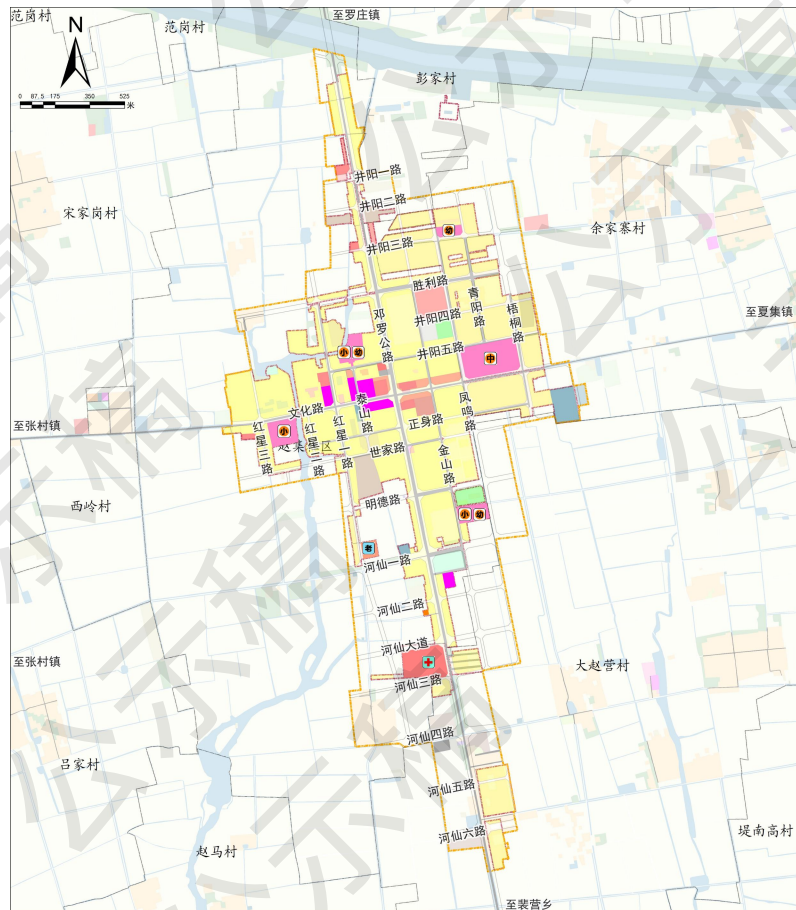 范岗村
范岗村
至罗庄镇
N
彭家村
0 87.5 175 350 525
米
井阳一路
宋家岗村
井阳二路
幼
余家寨村
井阳三路
胜利路
青阳路
梧桐路
邓罗公路
井阳四路
至夏集镇
井阳五路
小
幼
中
泰山路
凤鸣路
文化路
正身路
至张村镇
红星三路
小
红星二路
红星一路
世家路
金山路
西岭村
明德路
小
幼
老
河仙一路
河仙二路
河仙大道
至张村镇
大赵营村
河仙三路
河仙四路
吕家村
河仙五路
河仙六路
堤南高村
赵马村
至裴营乡
公示稿